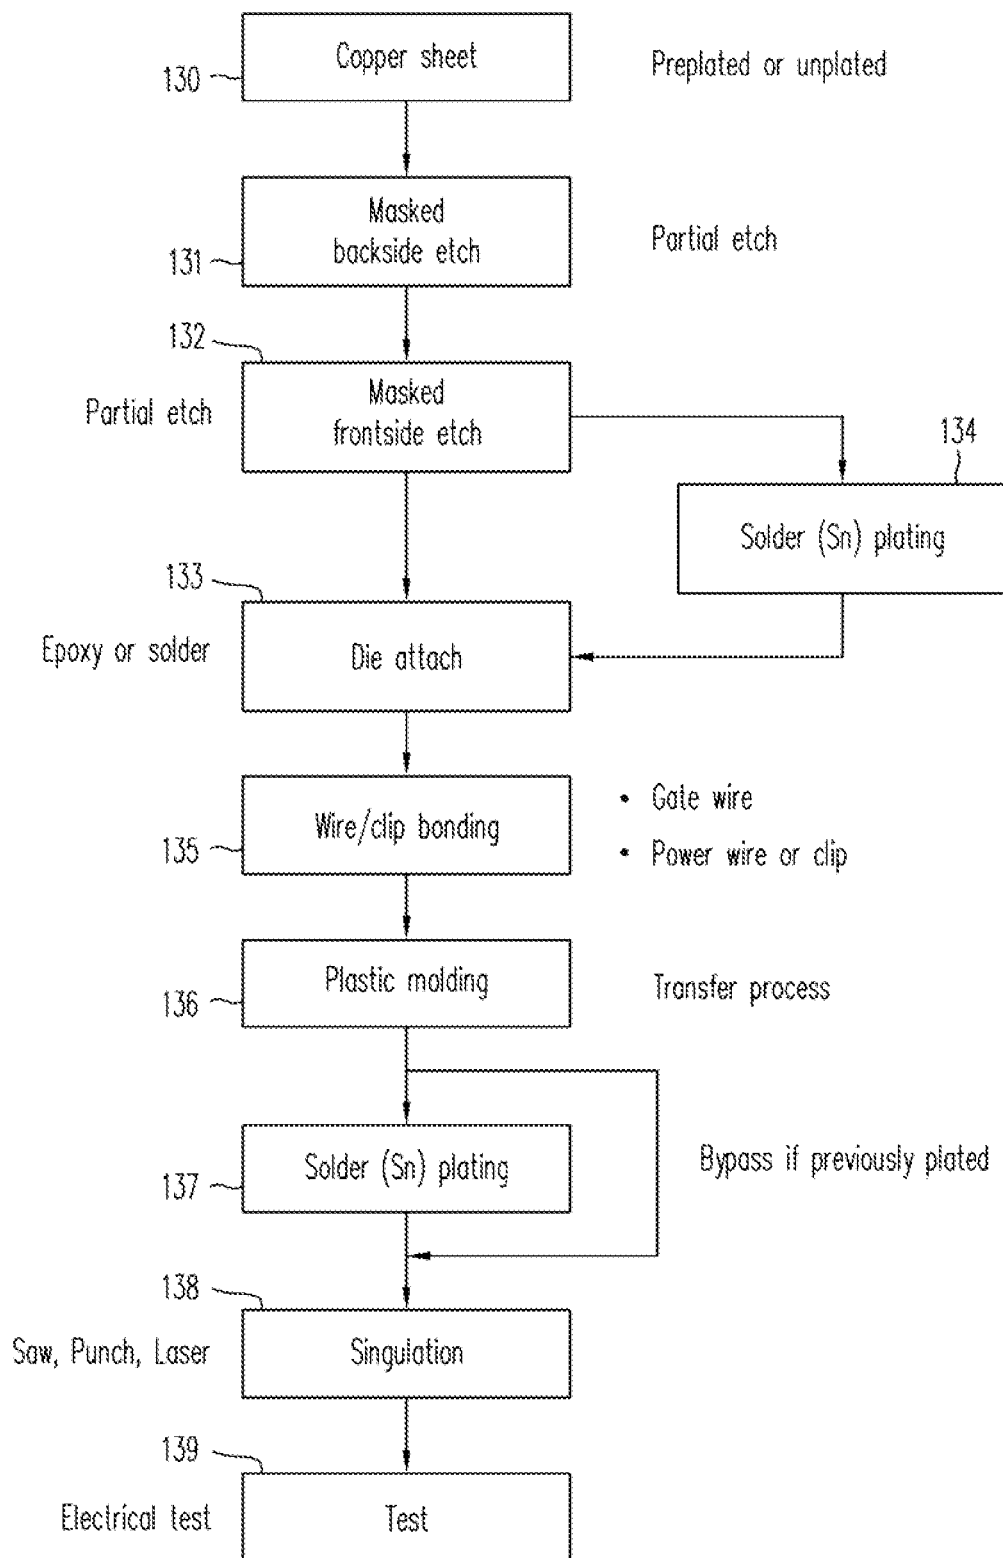 Copper sheet
130
Preplated or unplated
Masked
backside etch
131
Partial etch
132
Partial etch
Masked
frontside etch
134
Solder (Sn) plating
133
Epoxy or solder
Die attach
Wire/clip bonding
135
• Gate wire
• Power wire or clip
Plastic molding
136
Transfer process
Solder (Sn) plating
137
Bypass if previously plated
138
Saw, Punch, Laser
Singulation
139
Electrical test
Test